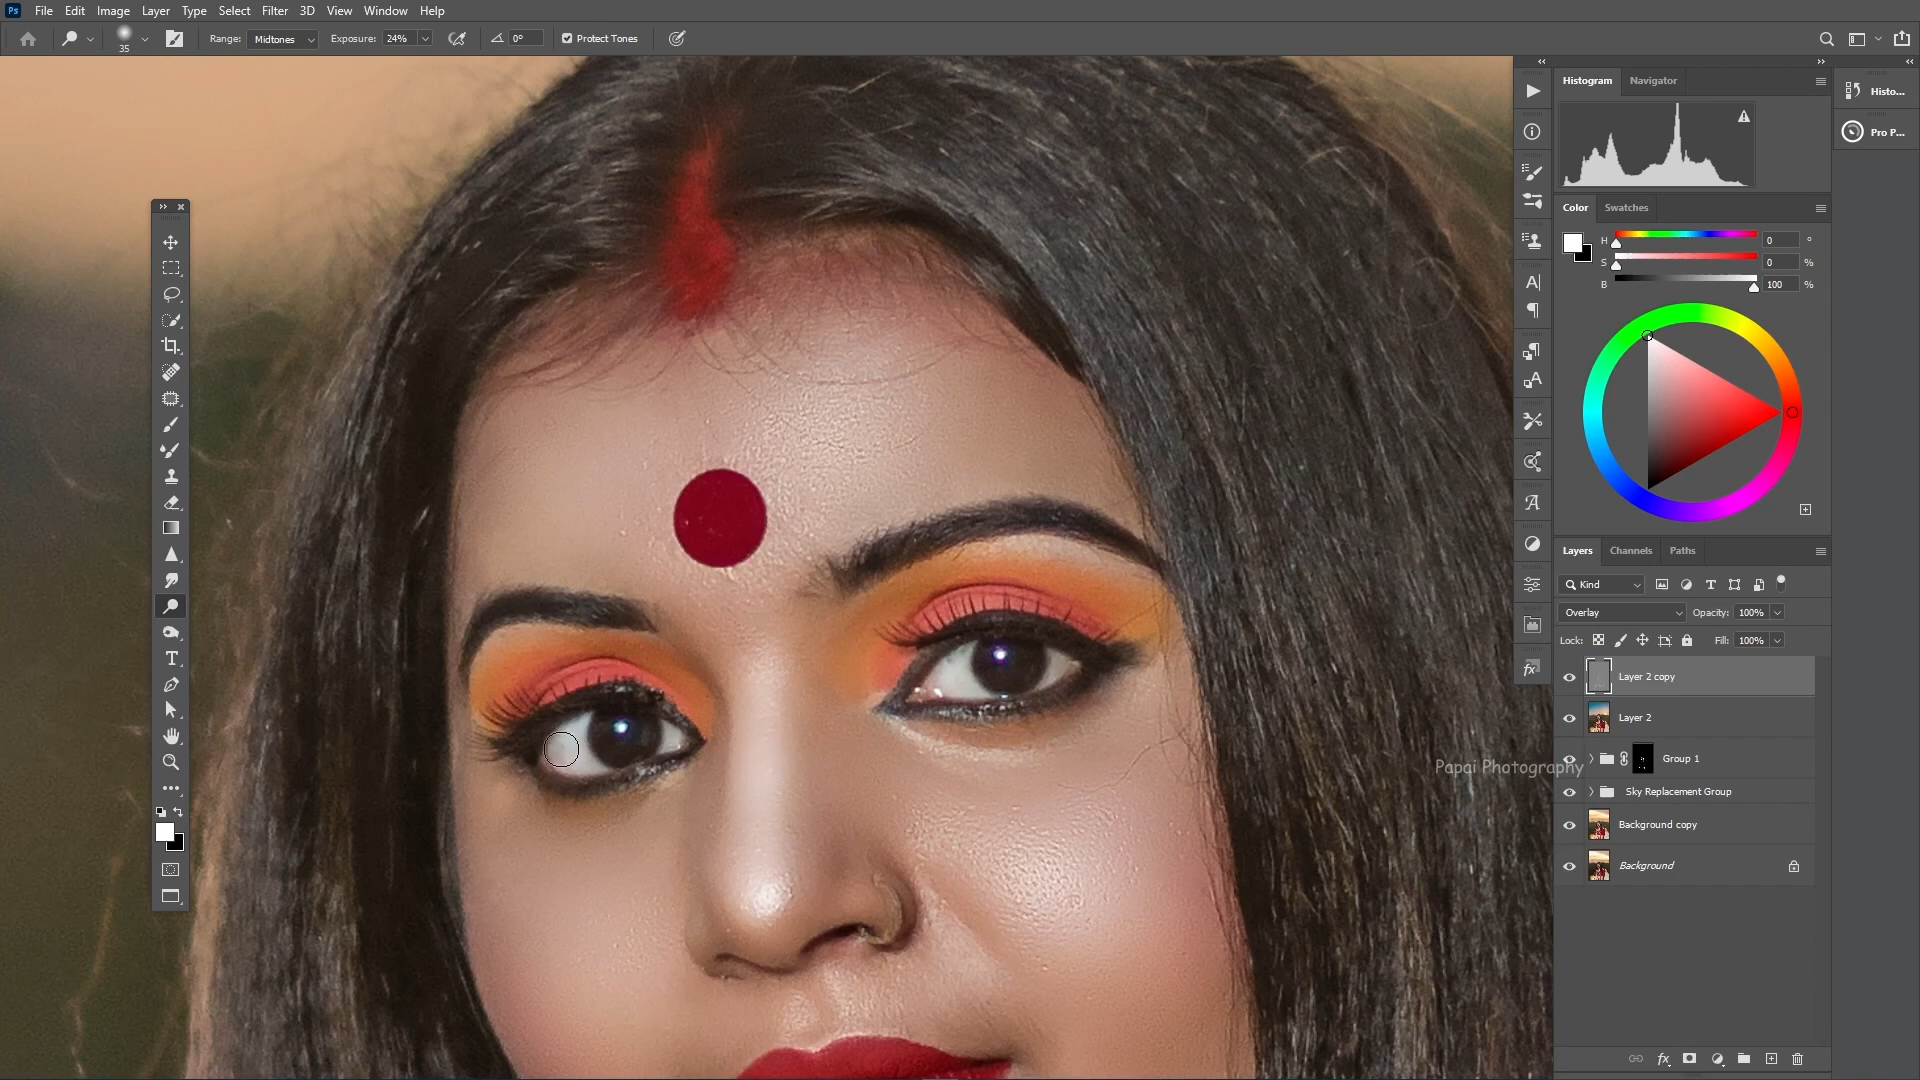 Ps File Edit Image Layer Type Select Filter 3D View Window Help
35 Range: Midtones Exposure: 24% 0° Protect Tones
Histogram Navigator
Histo...
Pro P...
Color Swatches
H 0 °
S 0 %
B 100 %
Layers Channels Paths
Kind
Overlay Opacity: 100%
Lock: Fill: 100%
Layer 2 copy
Layer 2
Group 1
Sky Replacement Group
Background copy
Background
fx
Papai Photography